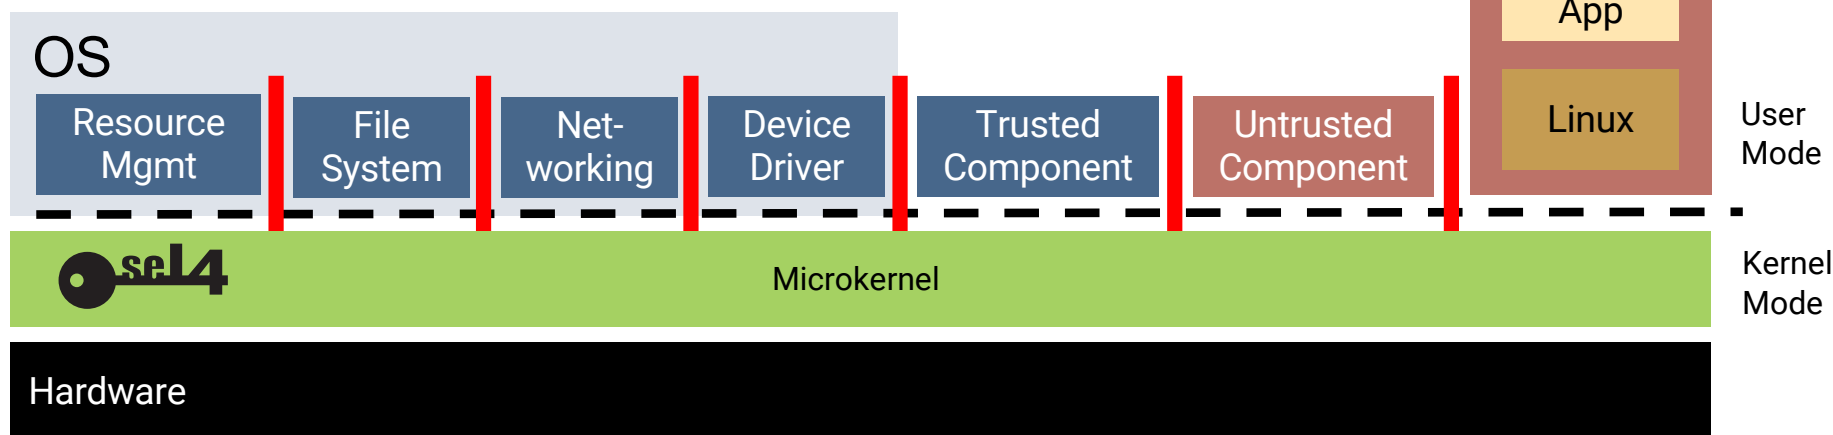 App
OS
Resource
Mgmt
File
System
Net-
working
Device
Driver
Trusted
Component
Untrusted
Component
Linux
User
Mode
seL4
Microkernel
Kernel
Mode
Hardware